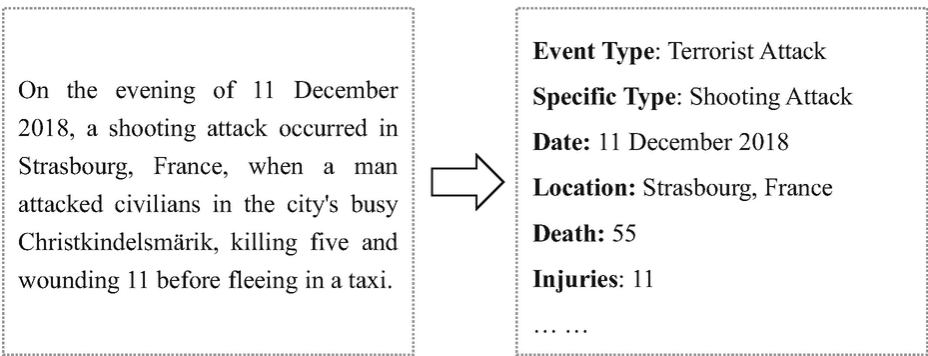 On the evening of 11 December
2018, a shooting attack occurred in
Strasbourg, France, when a man
attacked civilians in the city's busy
Christkindelsmärik, killing five and
wounding 11 before fleeing in a taxi.
Event Type: Terrorist Attack
Specific Type: Shooting Attack
Date: 11 December 2018
Location: Strasbourg, France
Death: 55
Injuries: 11
… …